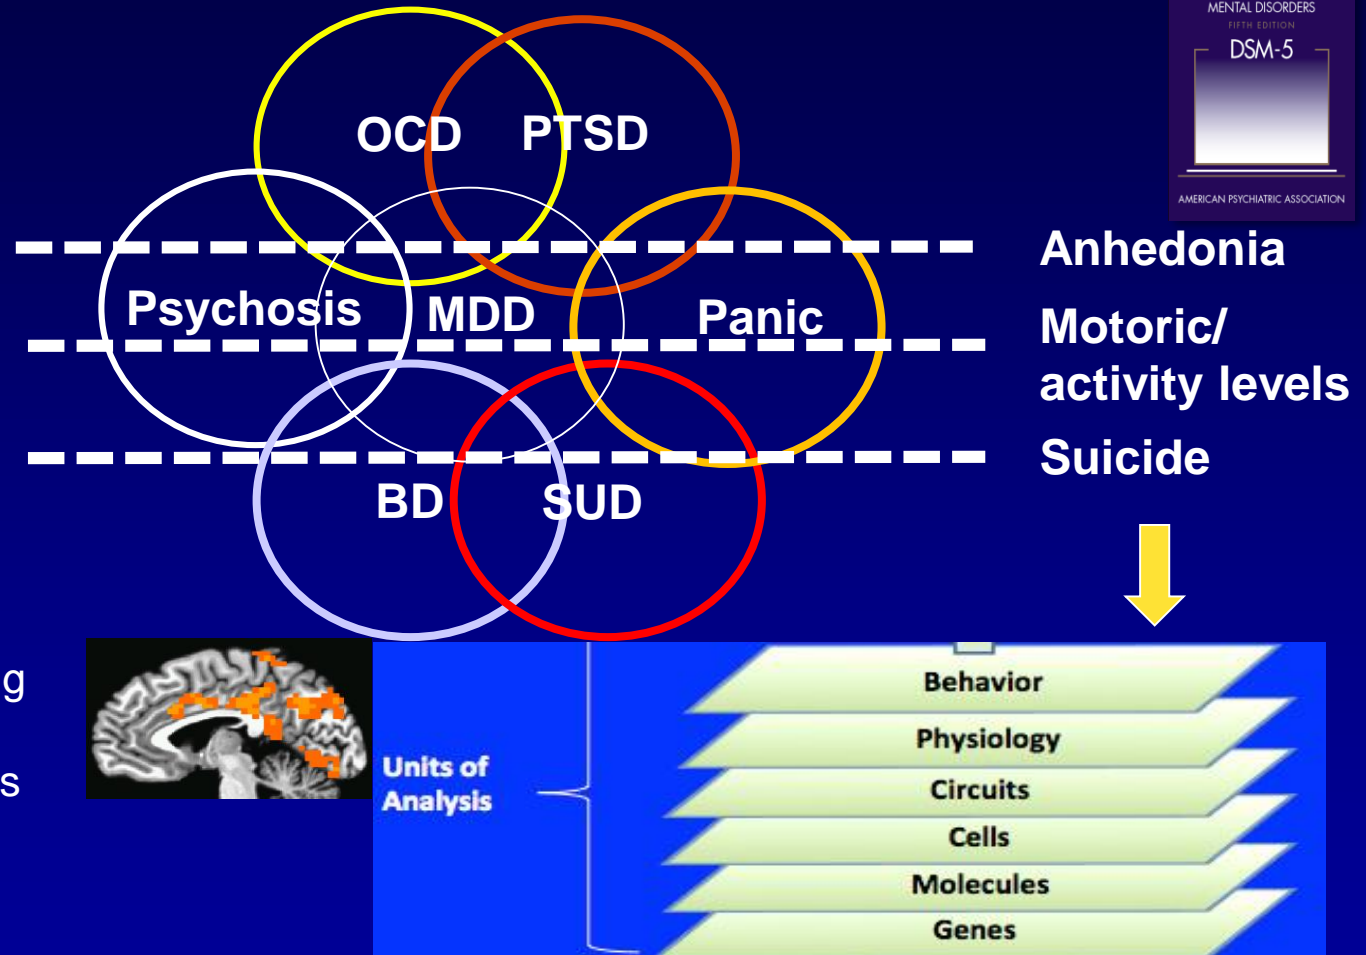 MENTAL DISORDERS
FIFTH EDITION
DSM-5
AMERICAN PSYCHIATRIC ASSOCIATION
OCD PTSD
Psychosis MDD Panic
BD SUD
Anhedonia
Motoric/
activity levels
Suicide
g
s
Units of
Analysis
Behavior
Physiology
Circuits
Cells
Molecules
Genes